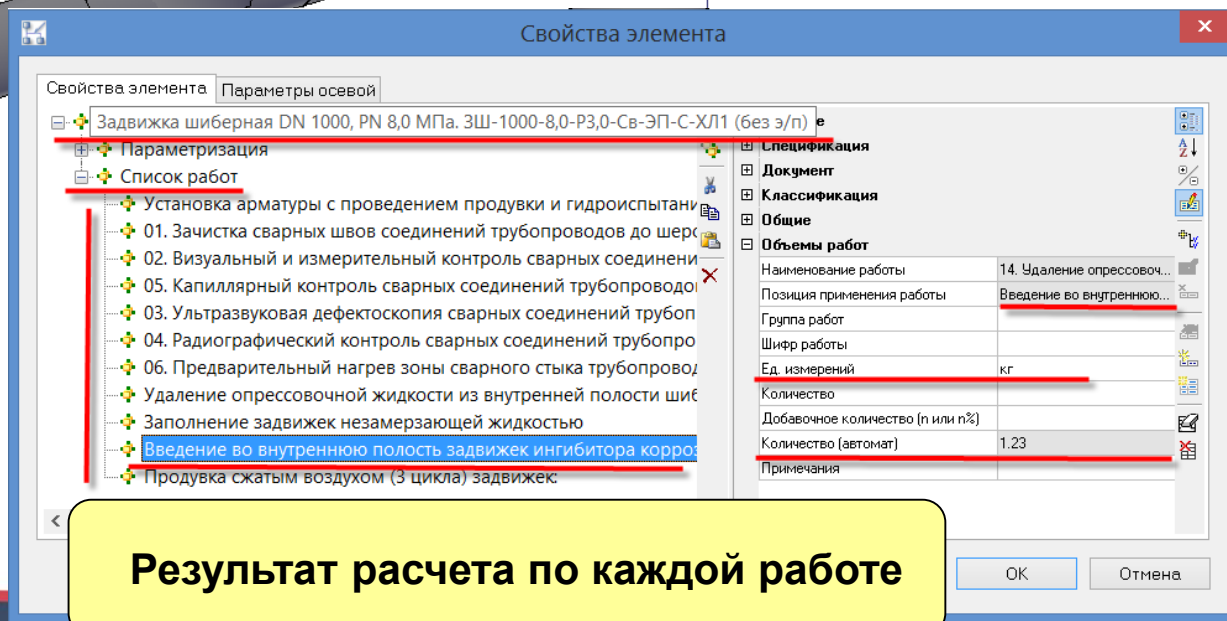 Свойства элемента
Свойства элемента Параметры осевой
Задвижка шиберная DN 1000, PN 8,0 МПа. ЗШ-1000-8,0-Р3,0-Св-ЭП-С-ХЛ1 (без э/п)
Параметризация
Список работ
Установка арматуры с проведением продувки и гидроиспытани
01. Зачистка сварных швов соединений трубопроводов до шеро
02. Визуальный и измерительный контроль сварных соединени
05. Капиллярный контроль сварных соединений трубопроводо
03. Ультразвуковая дефектоскопия сварных соединений трубоп
04. Радиографический контроль сварных соединений трубопро
06. Предварительный нагрев зоны сварного стыка трубопровод
Удаление опрессовочной жидкости из внутренней полости шиб
Заполнение задвижек незамерзающей жидкостью
Введение во внутреннюю полость задвижек ингибитора корроз
Продувка сжатым воздухом (3 цикла) задвижек:
Спецификация
Документ
Классификация
Общие
Объемы работ
Наименование работы 14. Удаление опрессовоч...
Позиция применения работы Введение во внутреннюю...
Группа работ
Шифр работы
Ед. измерений кг
Количество
Добавочное количество (n или n%)
Количество (автомат) 1.23
Примечания
Результат расчета по каждой работе
OK Отмена